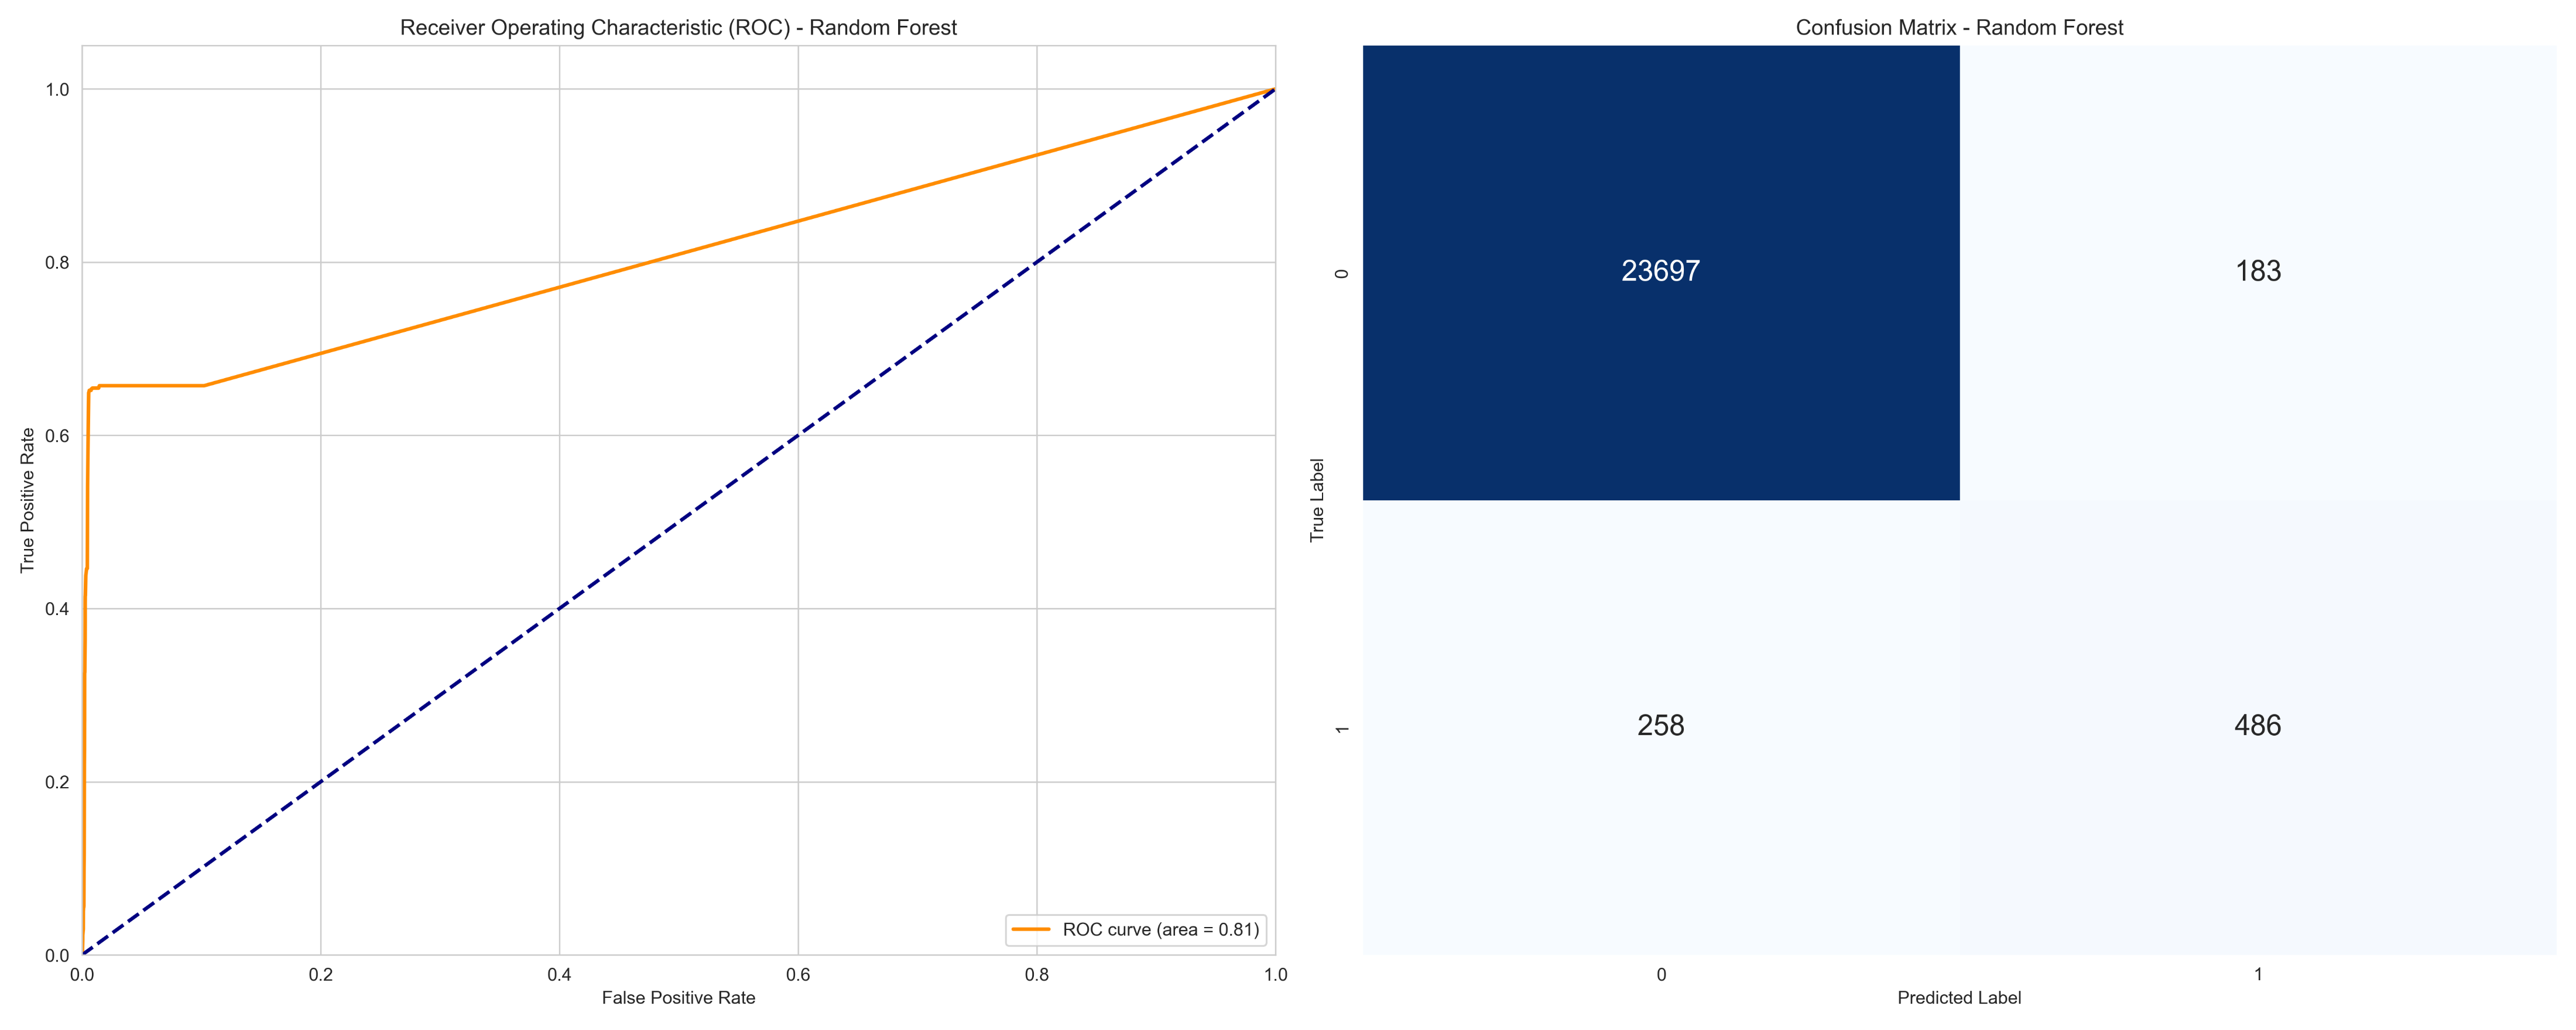 Receiver Operating Characteristic (ROC) - Random Forest
True Positive Rate
1.0
0.8
0.6
0.4
0.2
0.0
0.0 0.2 0.4 0.6 0.8 1.0
False Positive Rate
ROC curve (area = 0.81)
Confusion Matrix - Random Forest
True Label
0
23697 183
1
258 486
0 1
Predicted Label